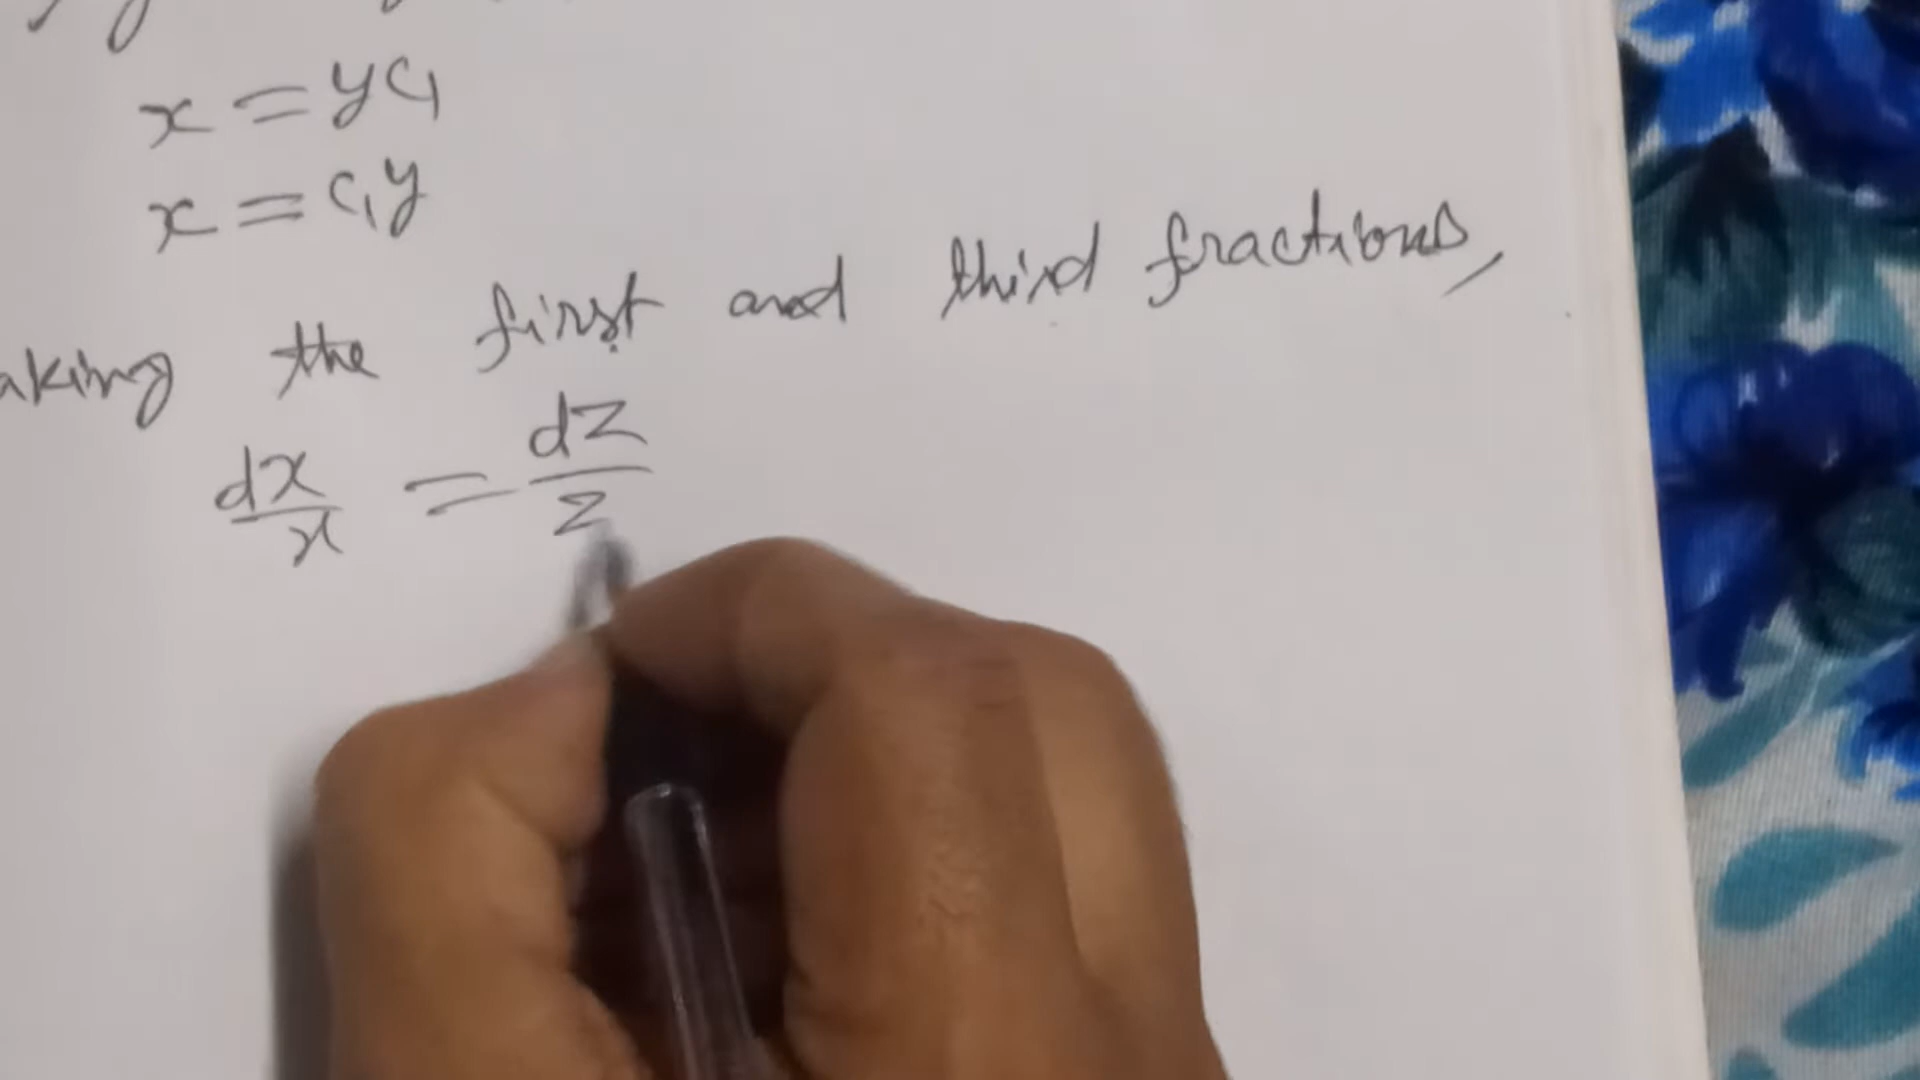 x = yc₁
x = c₁y
aking the first and third fractions,
dx/x = dz/z